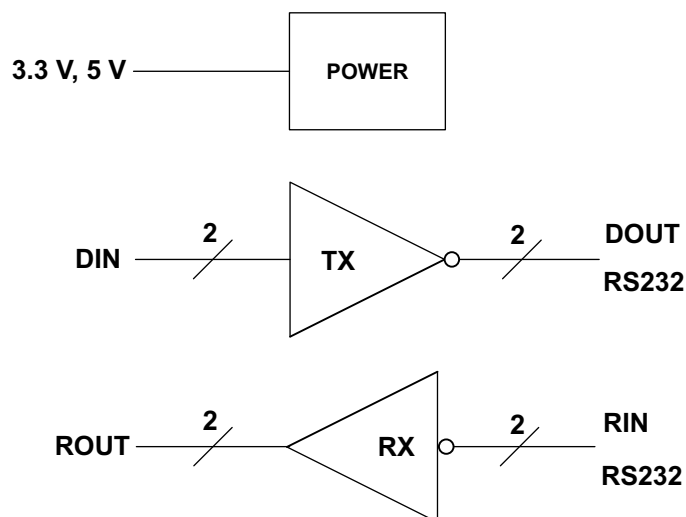 3.3 V, 5 V
POWER
2
2
DOUT
DIN
TX
RS232
2
2
RIN
ROUT
RX
RS232